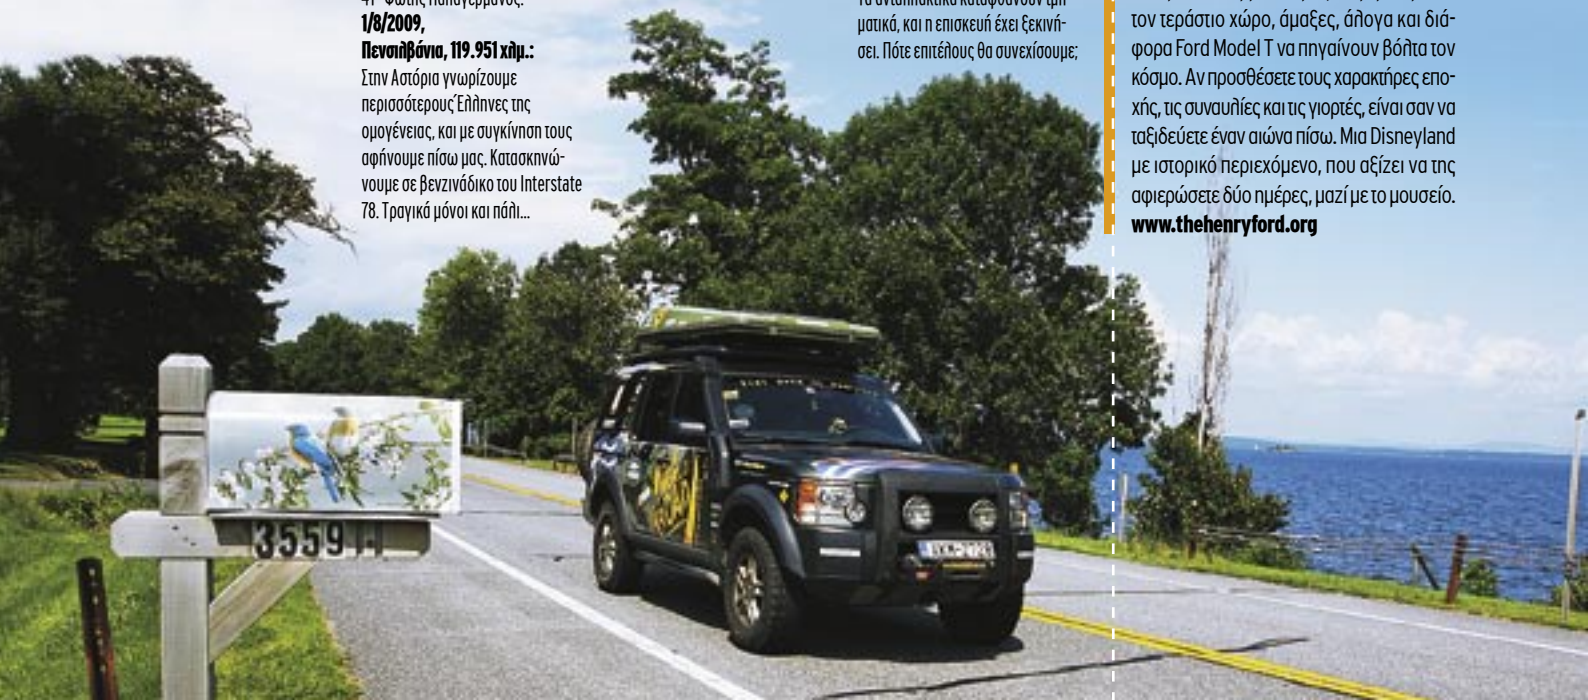 1/8/2009,
Πενσιλβάνια, 119.951 χλμ.:
Στην Αστόρια γνωρίζουμε
περισσότερους Έλληνες της
ομογένειας, και με συγκίνηση τους
αφήνουμε πίσω μας. Κατασκηνώ-
νουμε σε βενζινάδικο του Interstate
78. Τραγικά μόνοι και πάλι...
ματικά, και η επισκευή έχει ξεκινή-
σει. Πότε επιτέλους θα συνεχίσουμε;
τον τεράστιο χώρο, άμαξες, άλογα και διά-
φορα Ford Model T να πηγαίνουν βόλτα τον
κόσμο. Αν προσθέσετε τους χαρακτήρες επο-
χής, τις συναυλίες και τις γιορτές, είναι σαν να
ταξιδεύετε έναν αιώνα πίσω. Μια Disneyland
με ιστορικό περιεχόμενο, που αξίζει να της
αφιερώσετε δύο ημέρες, μαζί με το μουσείο.
www.thehenryford.org
3559